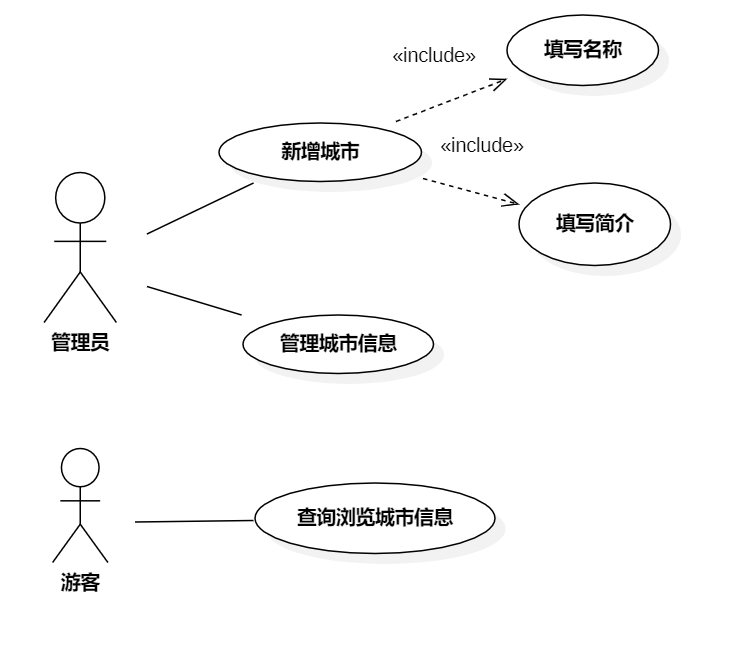 «include»
填写名称
新增城市
«include»
填写简介
管理员
管理城市信息
查询浏览城市信息
游客